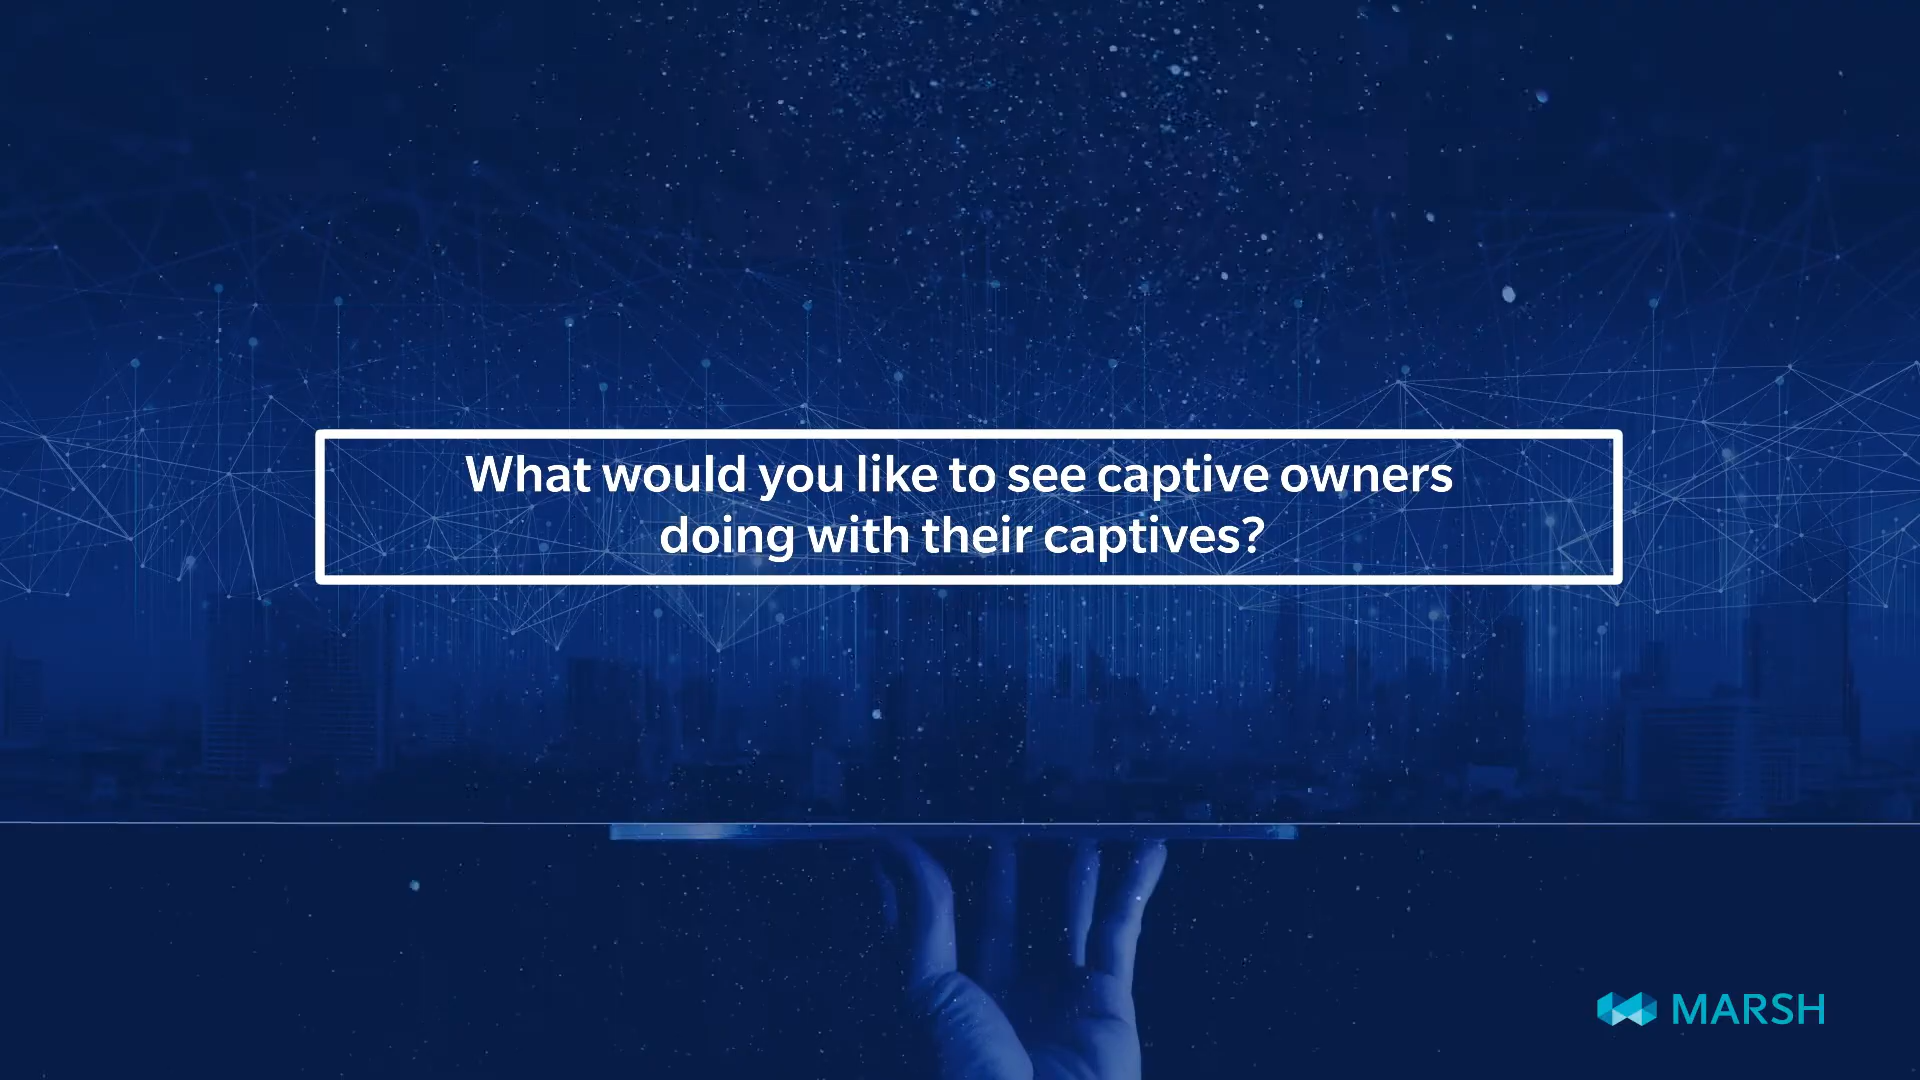 What would you like to see captive owners
doing with their captives?
MARSH